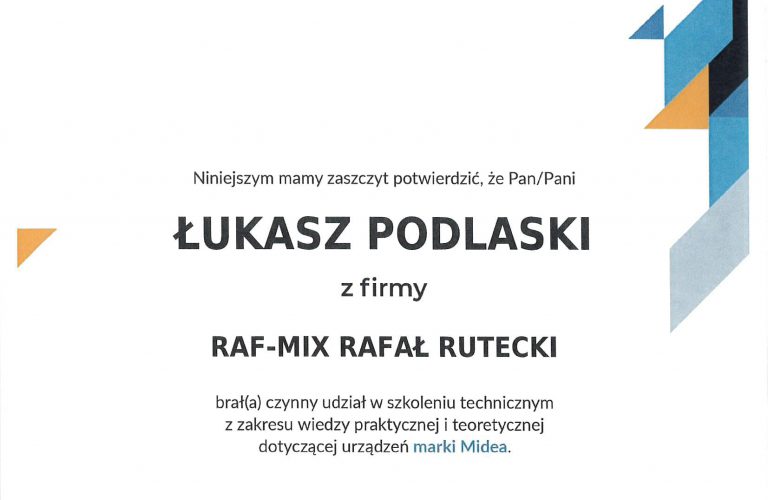 Niniejszym mamy zaszczyt potwierdzić, że Pan/Pani
ŁUKASZ PODLASKI
z firmy
RAF-MIX RAFAŁ RUTECKI
brał(a) czynny udział w szkoleniu technicznym
z zakresu wiedzy praktycznej i teoretycznej
dotyczącej urządzeń marki Midea.